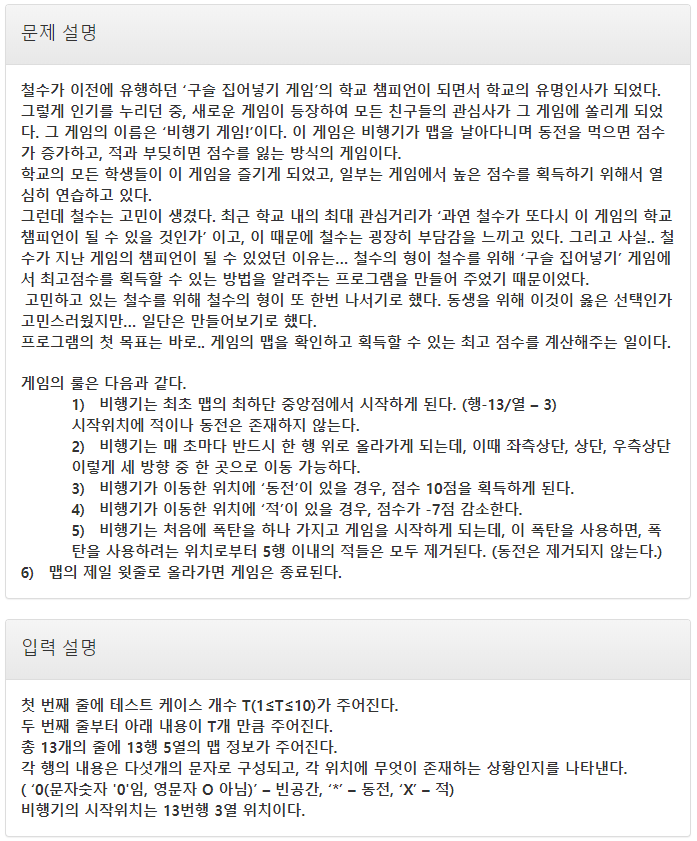 문제 설명
철수가 이전에 유행하던 ‘구슬 집어넣기 게임’의 학교 챔피언이 되면서 학교의 유명인사가 되었다.
그렇게 인기를 누리던 중, 새로운 게임이 등장하여 모든 친구들의 관심사가 그 게임에 쏠리게 되었
다. 그 게임의 이름은 ‘비행기 게임!’이다. 이 게임은 비행기가 맵을 날아다니며 동전을 먹으면 점수
가 증가하고, 적과 부딪히면 점수를 잃는 방식의 게임이다.
학교의 모든 학생들이 이 게임을 즐기게 되었고, 일부는 게임에서 높은 점수를 획득하기 위해서 열
심히 연습하고 있다.
그런데 철수는 고민이 생겼다. 최근 학교 내의 최대 관심거리가 ‘과연 철수가 또다시 이 게임의 학교
챔피언이 될 수 있을 것인가’ 이고, 이 때문에 철수는 굉장히 부담감을 느끼고 있다. 그리고 사실.. 철
수가 지난 게임의 챔피언이 될 수 있었던 이유는... 철수의 형이 철수를 위해 ‘구슬 집어넣기’ 게임에
서 최고점수를 획득할 수 있는 방법을 알려주는 프로그램을 만들어 주었기 때문이었다.
고민하고 있는 철수를 위해 철수의 형이 또 한번 나서기로 했다. 동생을 위해 이것이 옳은 선택인가
고민스러웠지만... 일단은 만들어보기로 했다.
프로그램의 첫 목표는 바로.. 게임의 맵을 확인하고 획득할 수 있는 최고 점수를 계산해주는 일이다.
게임의 룰은 다음과 같다.
1) 비행기는 최초 맵의 최하단 중앙점에서 시작하게 된다. (행-13/열 – 3)
시작위치에 적이나 동전은 존재하지 않는다.
2) 비행기는 매 초마다 반드시 한 행 위로 올라가게 되는데, 이때 좌측상단, 상단, 우측상단
이렇게 세 방향 중 한 곳으로 이동 가능하다.
3) 비행기가 이동한 위치에 ‘동전’이 있을 경우, 점수 10점을 획득하게 된다.
4) 비행기가 이동한 위치에 ‘적’이 있을 경우, 점수가 -7점 감소한다.
5) 비행기는 처음에 폭탄을 하나 가지고 게임을 시작하게 되는데, 이 폭탄을 사용하면, 폭
탄을 사용하려는 위치로부터 5행 이내의 적들은 모두 제거된다. (동전은 제거되지 않는다.)
6) 맵의 제일 윗줄로 올라가면 게임은 종료된다.
입력 설명
첫 번째 줄에 테스트 케이스 개수 T(1≤T≤10)가 주어진다.
두 번째 줄부터 아래 내용이 T개 만큼 주어진다.
총 13개의 줄에 13행 5열의 맵 정보가 주어진다.
각 행의 내용은 다섯개의 문자로 구성되고, 각 위치에 무엇이 존재하는 상황인지를 나타낸다.
( ‘0(문자숫자 '0'임, 영문자 O 아님)’ – 빈공간, ‘*’ – 동전, ‘X’ – 적)
비행기의 시작위치는 13번행 3열 위치이다.